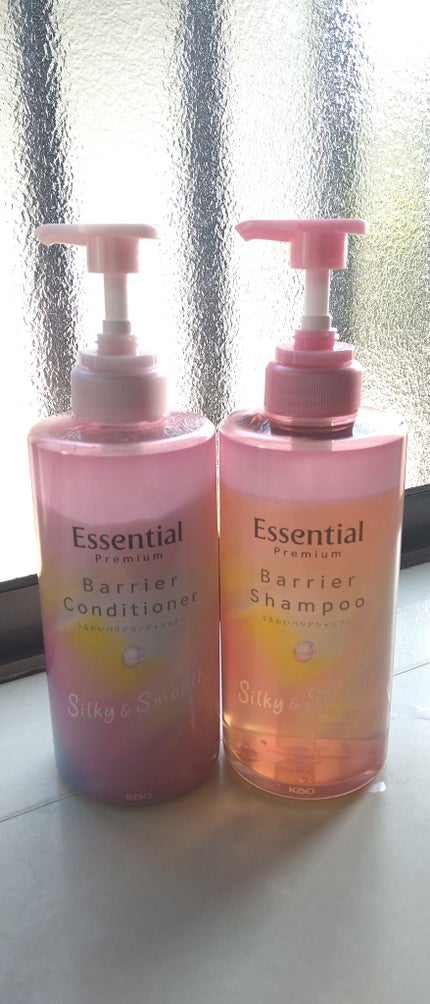 Essential
Premium
Barrier
Conditioner
うるおいバリアコンディショナー
Silky & Smooth
Kao
Essential
Premium
Barrier
Shampoo
うるおいバリアシャンプー
Silky & Smooth
Kao